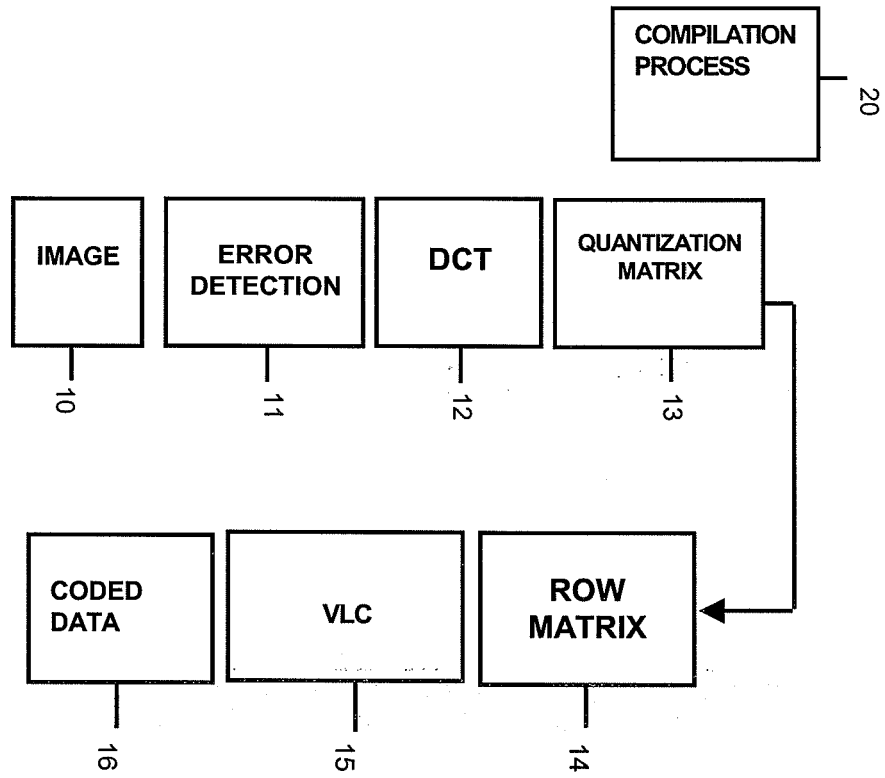 COMPILATION
PROCESS
20
IMAGE
ERROR
DETECTION
DCT
QUANTIZATION
MATRIX
10
11
12
13
CODED
DATA
VLC
ROW
MATRIX
16
15
14